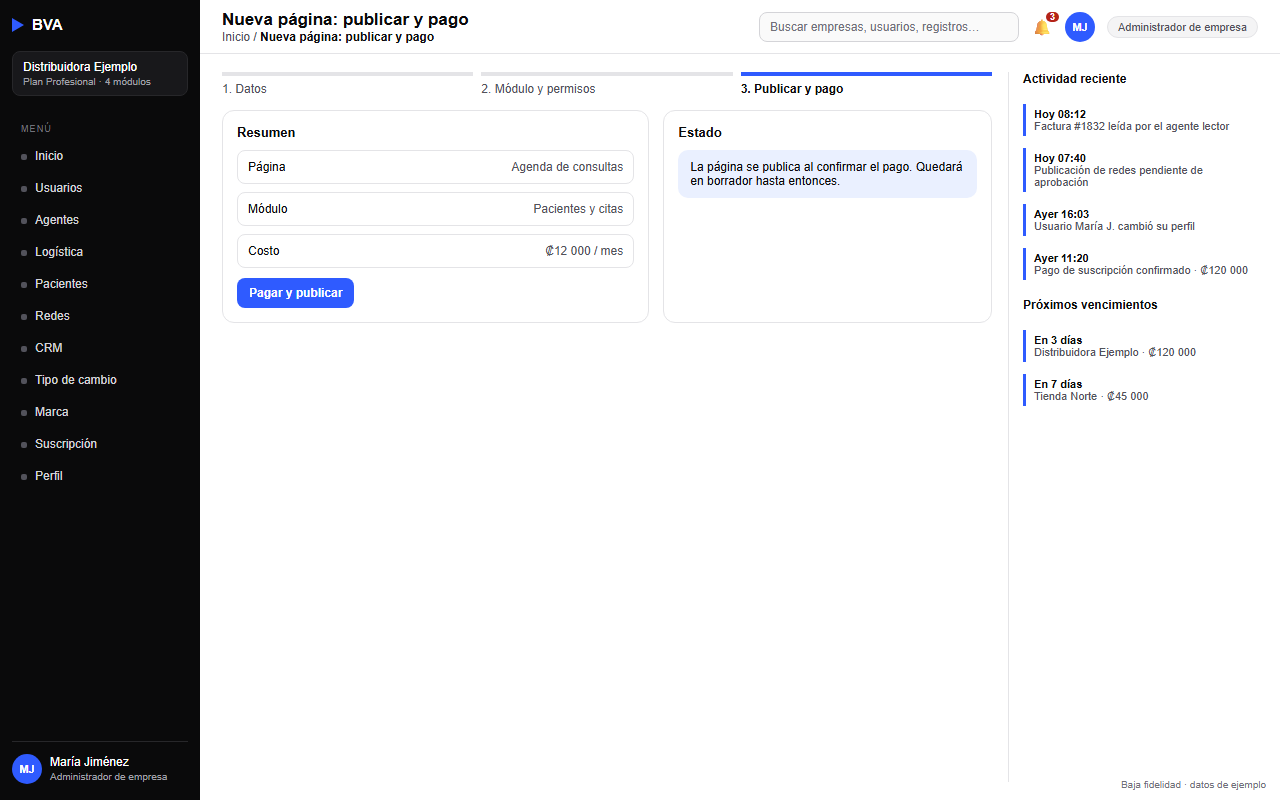 BVA
Distribuidora Ejemplo
Plan Profesional · 4 módulos
MENÚ
Inicio
Usuarios
Agentes
Logística
Pacientes
Redes
CRM
Tipo de cambio
Marca
Suscripción
Perfil
MJ
María Jiménez
Administrador de empresa
Nueva página: publicar y pago
Inicio / Nueva página: publicar y pago
Buscar empresas, usuarios, registros…
3
MJ
Administrador de empresa
1. Datos
2. Módulo y permisos
3. Publicar y pago
Resumen
Página Agenda de consultas
Módulo Pacientes y citas
Costo ₡12 000 / mes
Pagar y publicar
Estado
La página se publica al confirmar el pago. Quedará
en borrador hasta entonces.
Actividad reciente
Hoy 08:12
Factura #1832 leída por el agente lector
Hoy 07:40
Publicación de redes pendiente de
aprobación
Ayer 16:03
Usuario María J. cambió su perfil
Ayer 11:20
Pago de suscripción confirmado · ₡120 000
Próximos vencimientos
En 3 días
Distribuidora Ejemplo · ₡120 000
En 7 días
Tienda Norte · ₡45 000
Baja fidelidad · datos de ejemplo